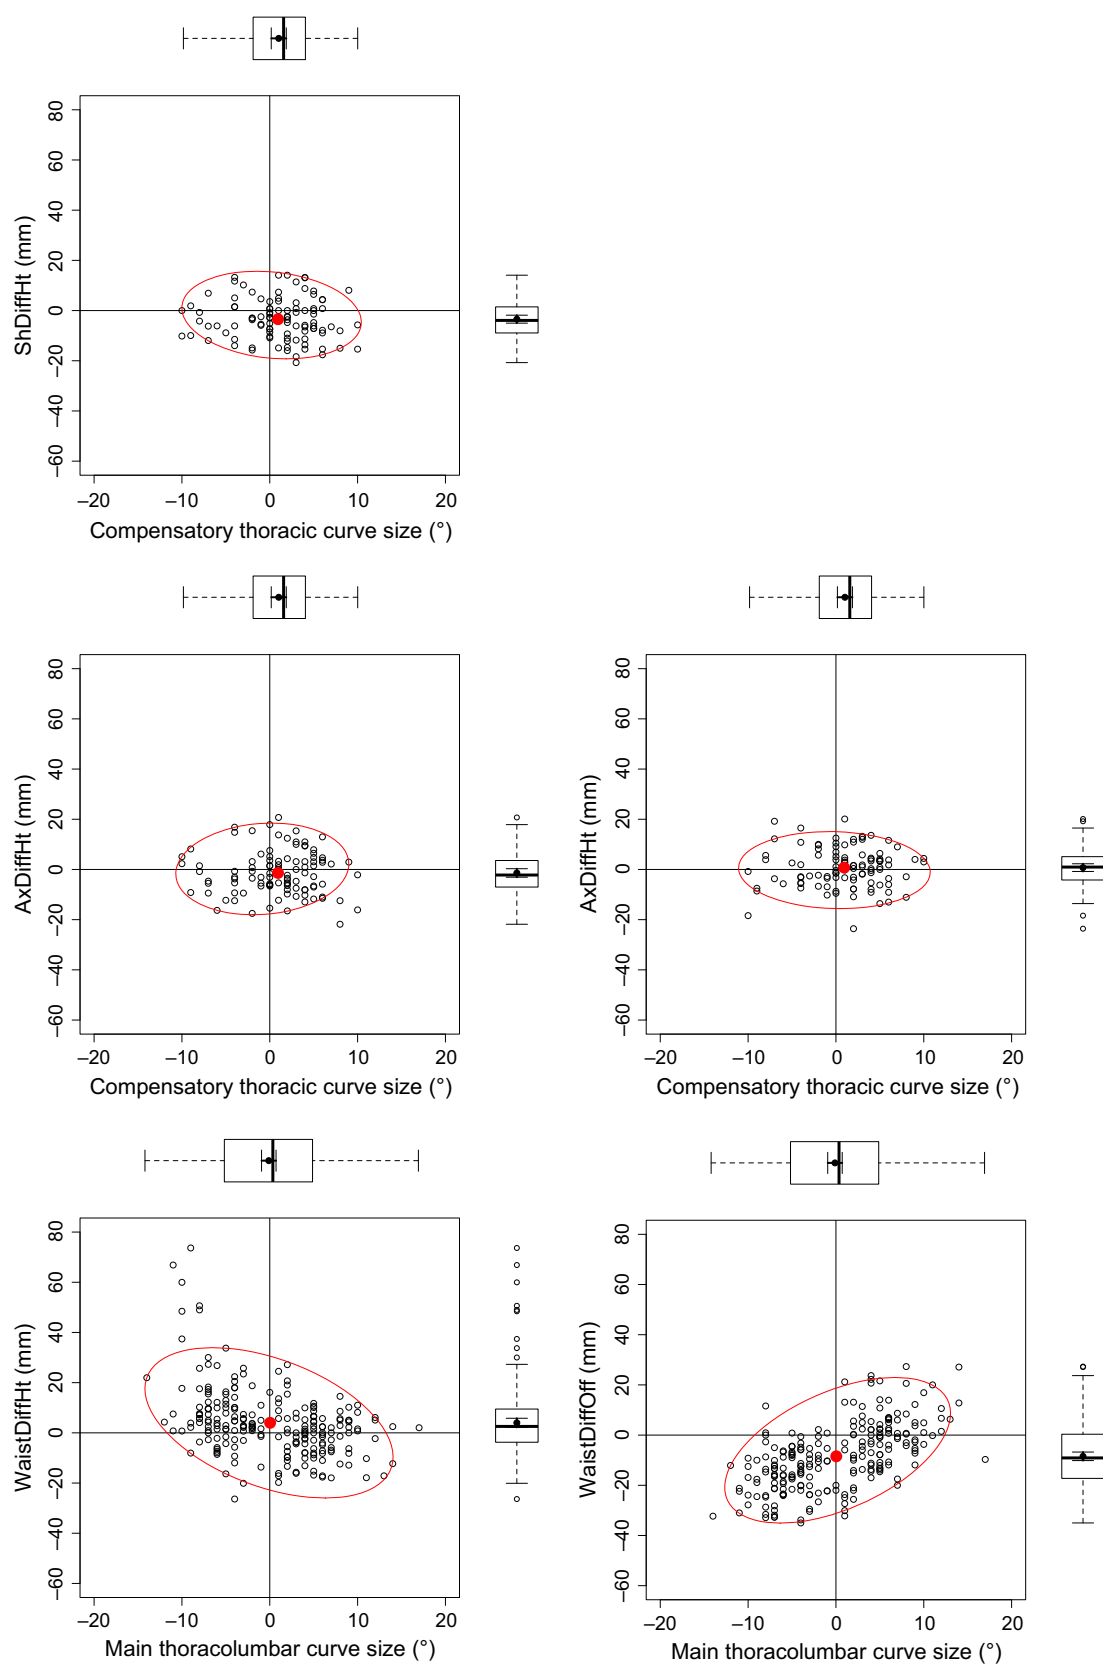 80
60
40
20
0
–20
–40
–60
ShDiffHt (mm)
–20 –10 0 10 20
Compensatory thoracic curve size (°)
80
60
40
20
0
–20
–40
–60
AxDiffHt (mm)
–20 –10 0 10 20
Compensatory thoracic curve size (°)
80
60
40
20
0
–20
–40
–60
AxDiffHt (mm)
–20 –10 0 10 20
Compensatory thoracic curve size (°)
80
60
40
20
0
–20
–40
–60
WaistDiffHt (mm)
–20 –10 0 10 20
Main thoracolumbar curve size (°)
80
60
40
20
0
–20
–40
–60
WaistDiffOff (mm)
–20 –10 0 10 20
Main thoracolumbar curve size (°)